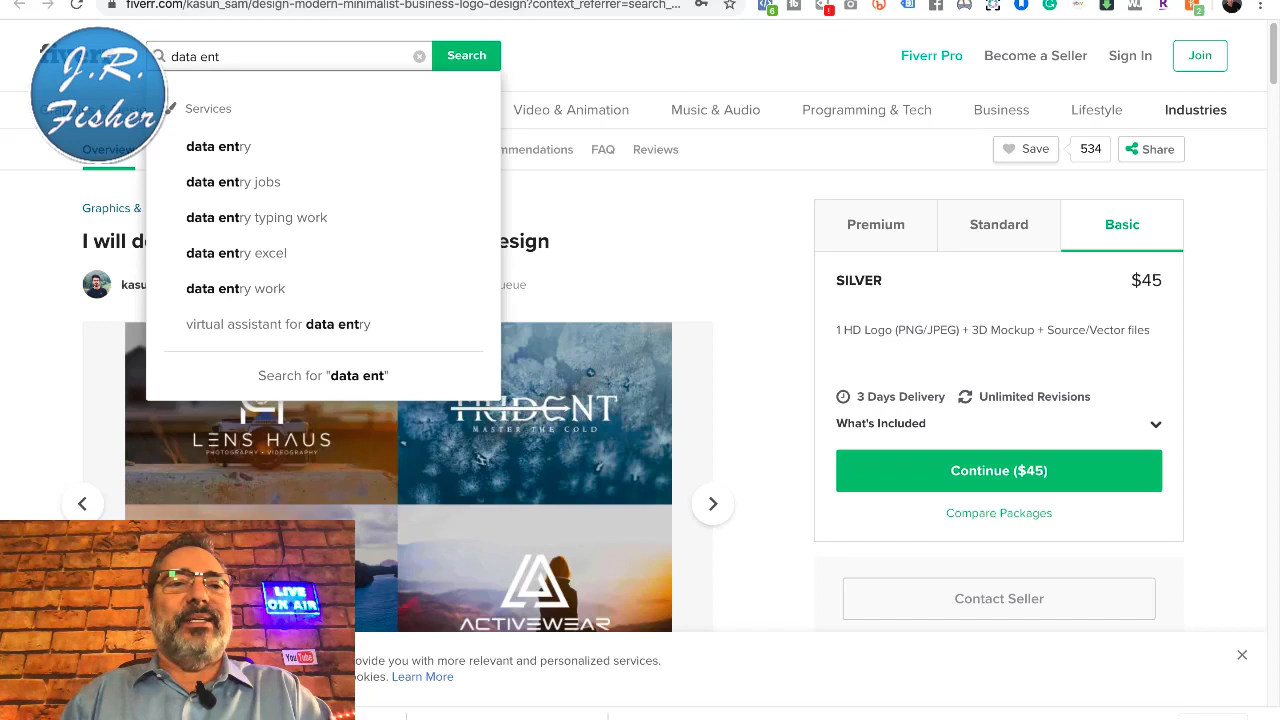 fiverr.com/kasun_sam/design-modern-minimalist-business-logo-design?context_referrer=search_...
6
2
J.R.
Fisher
data ent
Search
Fiverr Pro
Become a Seller
Sign In
Join
Services
data entry
data entry jobs
data entry typing work
data entry excel
data entry work
virtual assistant for data entry
Search for "data ent"
Video & Animation
Music & Audio
Programming & Tech
Business
Lifestyle
Industries
Overview
mmendations
FAQ
Reviews
Save
534
Share
Graphics &
I will d
esign
kasu
ueue
Premium
Standard
Basic
SILVER
$45
1 HD Logo (PNG/JPEG) + 3D Mockup + Source/Vector files
3 Days Delivery
Unlimited Revisions
What's Included
Continue ($45)
Compare Packages
Contact Seller
LENS HAUS
PHOTOGRAPHY + VIDEOGRAPHY
TRIDENT
MASTER THE COLD
ACTIVEWEAR
LIVE
ON AIR
YouTube
ovide you with more relevant and personalized services.
okies. Learn More